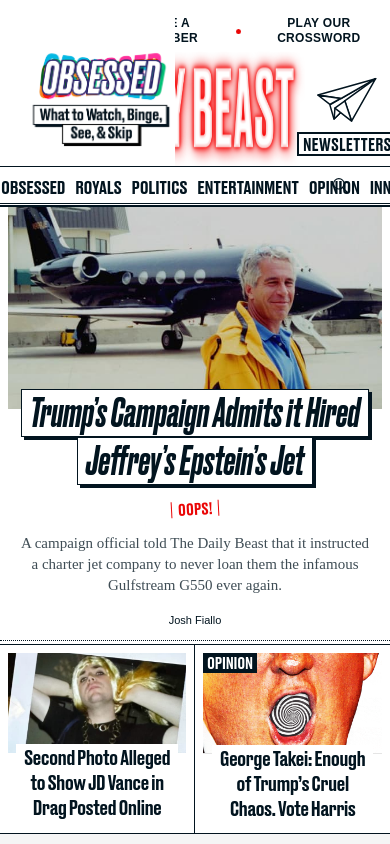 E A
PLAY OUR
BER
CROSSWORD
OBSESSED
What to Watch, Binge,
See, & Skip
Y BEAST
NEWSLETTERS
OBSESSED ROYALS POLITICS ENTERTAINMENT OPINION INN
Trump's Campaign Admits it Hired
Jeffrey's Epstein's Jet
OOPS!
A campaign official told The Daily Beast that it instructed
a charter jet company to never loan them the infamous
Gulfstream G550 ever again.
Josh Fiallo
Second Photo Alleged
to Show JD Vance in
Drag Posted Online
OPINION
George Takei: Enough
of Trump's Cruel
Chaos. Vote Harris